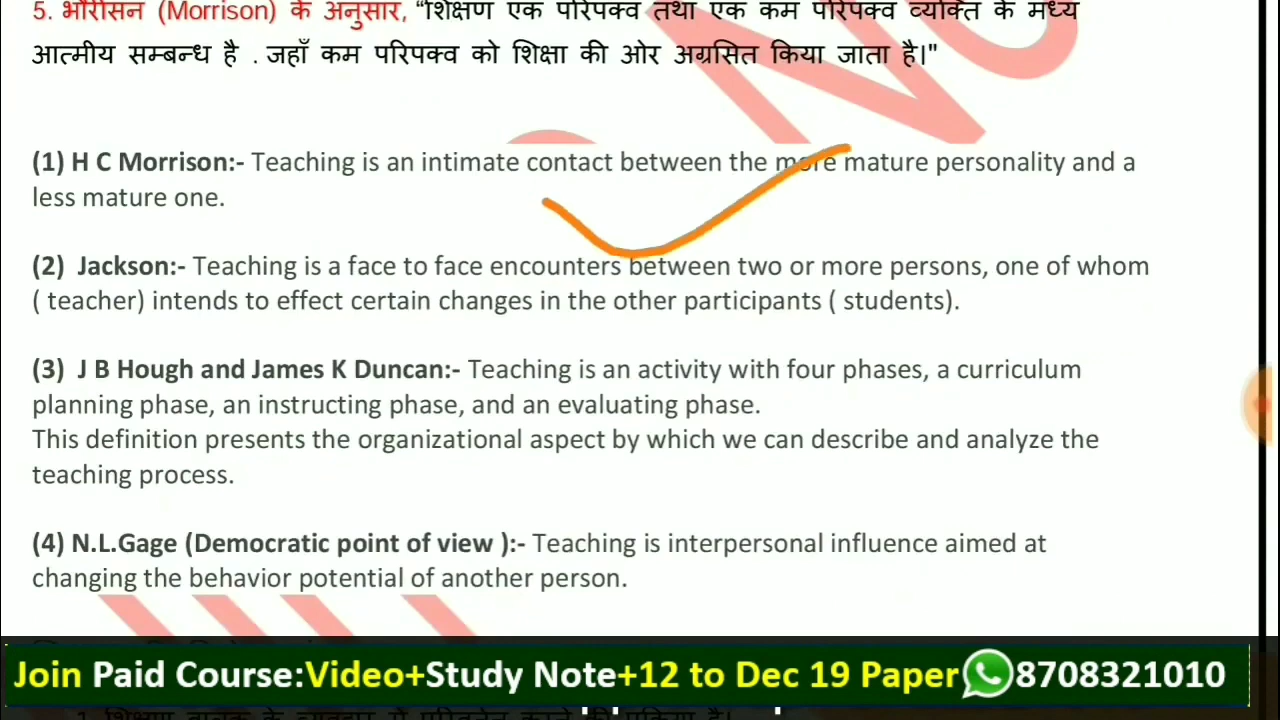 5. भौरीसन (Morrison) के अनुसार, “शिक्षण एक परिपक्व तथा एक कम परिपक्व व्यक्ति के मध्य
आत्मीय सम्बन्ध है . जहाँ कम परिपक्व को शिक्षा की ओर अग्रसित किया जाता है।"
(1) H C Morrison:- Teaching is an intimate contact between the more mature personality and a
less mature one.
(2) Jackson:- Teaching is a face to face encounters between two or more persons, one of whom
( teacher) intends to effect certain changes in the other participants ( students).
(3) J B Hough and James K Duncan:- Teaching is an activity with four phases, a curriculum
planning phase, an instructing phase, and an evaluating phase.
This definition presents the organizational aspect by which we can describe and analyze the
teaching process.
(4) N.L.Gage (Democratic point of view ):- Teaching is interpersonal influence aimed at
changing the behavior potential of another person.
Join Paid Course:Video+Study Note+12 to Dec 19 Paper 8708321010